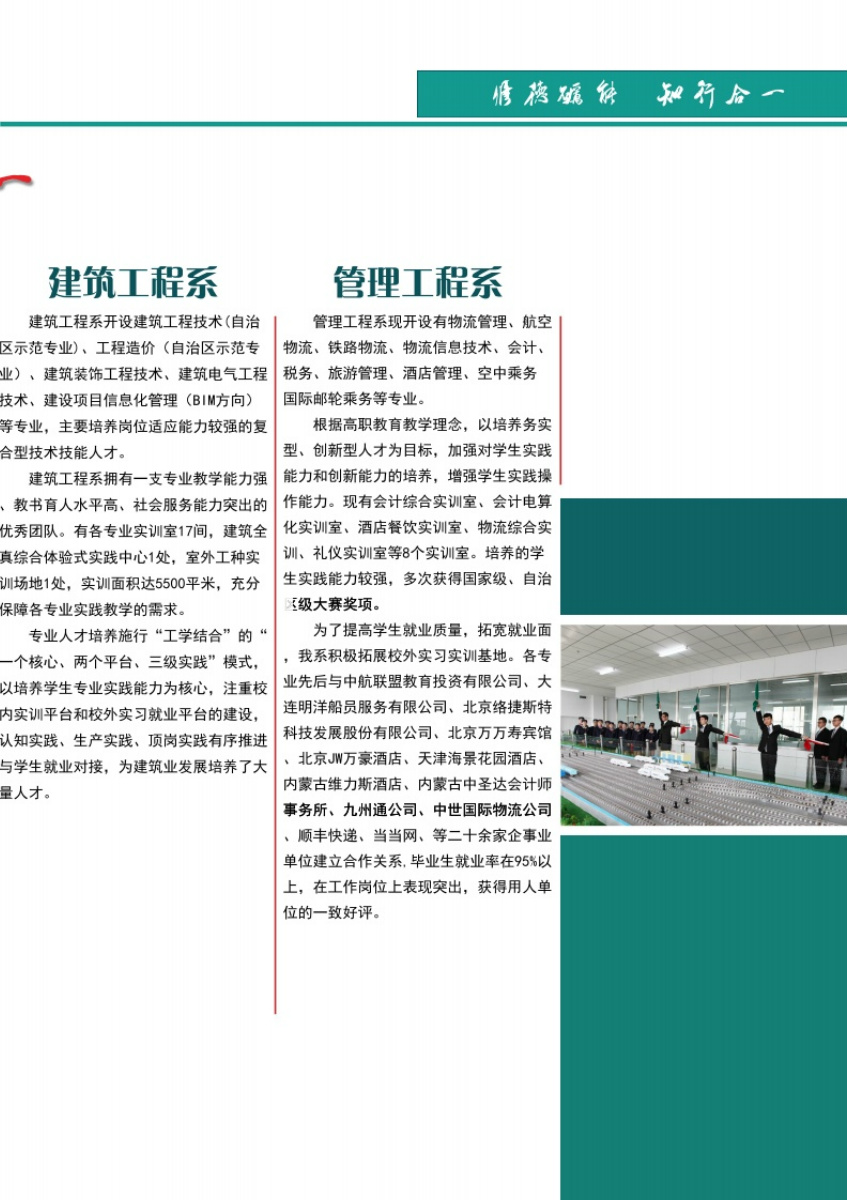 修德砺能 知行合一
建筑工程系
建筑工程系开设建筑工程技术(自治
区示范专业)、工程造价（自治区示范专
业）、建筑装饰工程技术、建筑电气工程
技术、建设项目信息化管理（BIM方向）
等专业，主要培养岗位适应能力较强的复
合型技术技能人才。
建筑工程系拥有一支专业教学能力强
、教书育人水平高、社会服务能力突出的
优秀团队。有各专业实训室17间，建筑全
真综合体验式实践中心1处，室外工种实
训场地1处，实训面积达5500平米，充分
保障各专业实践教学的需求。
专业人才培养施行“工学结合”的“
一个核心、两个平台、三级实践”模式，
以培养学生专业实践能力为核心，注重校
内实训平台和校外实习就业平台的建设，
认知实践、生产实践、顶岗实践有序推进
与学生就业对接，为建筑业发展培养了大
量人才。
管理工程系
管理工程系现开设有物流管理、航空
物流、铁路物流、物流信息技术、会计、
税务、旅游管理、酒店管理、空中乘务
国际邮轮乘务等专业。
根据高职教育教学理念，以培养务实
型、创新型人才为目标，加强对学生实践
能力和创新能力的培养，增强学生实践操
作能力。现有会计综合实训室、会计电算
化实训室、酒店餐饮实训室、物流综合实
训、礼仪实训室等8个实训室。培养的学
生实践能力较强，多次获得国家级、自治
区级大赛奖项。
为了提高学生就业质量，拓宽就业面
，我系积极拓展校外实习实训基地。各专
业先后与中航联盟教育投资有限公司、大
连明洋船员服务有限公司、北京络捷斯特
科技发展股份有限公司、北京万万寿宾馆
、北京JW万豪酒店、天津海景花园酒店、
内蒙古维力斯酒店、内蒙古中圣达会计师
事务所、九州通公司、中世国际物流公司
、顺丰快递、当当网、等二十余家企事业
单位建立合作关系,毕业生就业率在95%以
上，在工作岗位上表现突出，获得用人单
位的一致好评。